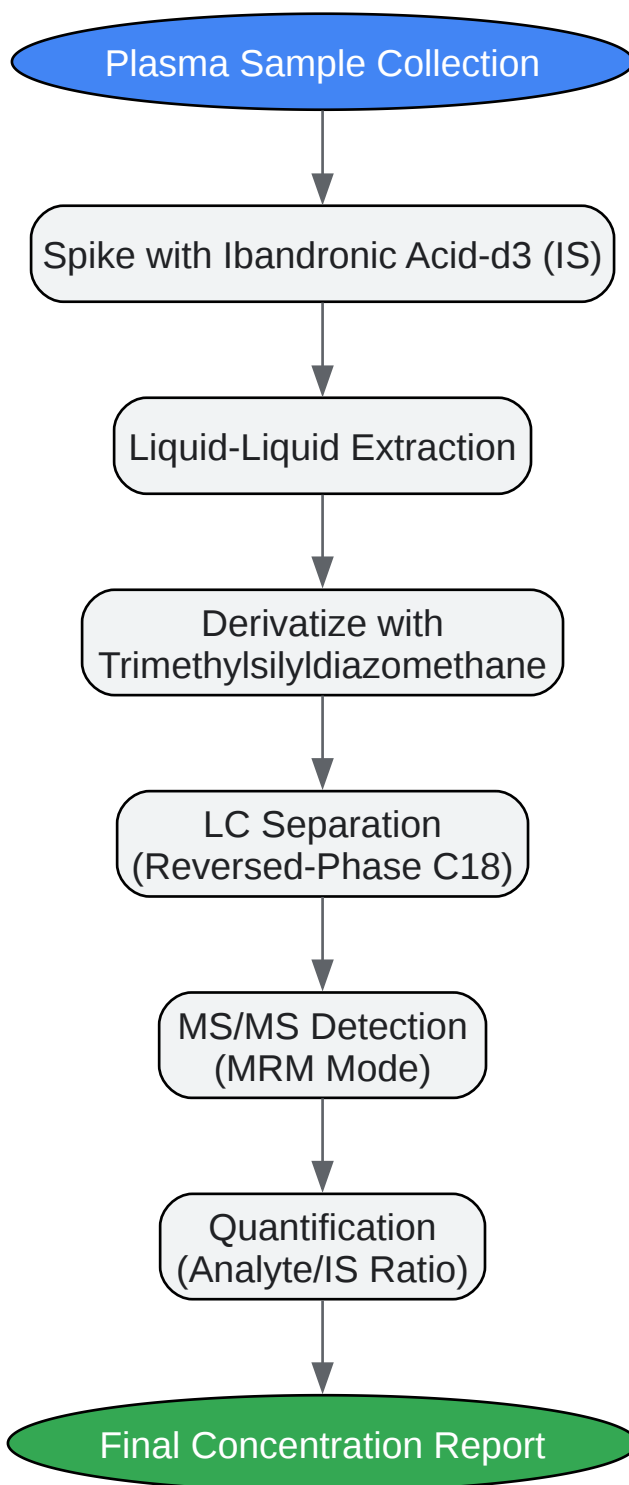 Plasma Sample Collection
Spike with Ibandronic Acid-d3 (IS)
Liquid-Liquid Extraction
Derivatize with
Trimethylsilyldiazomethane
LC Separation
(Reversed-Phase C18)
MS/MS Detection
(MRM Mode)
Quantification
(Analyte/IS Ratio)
Final Concentration Report